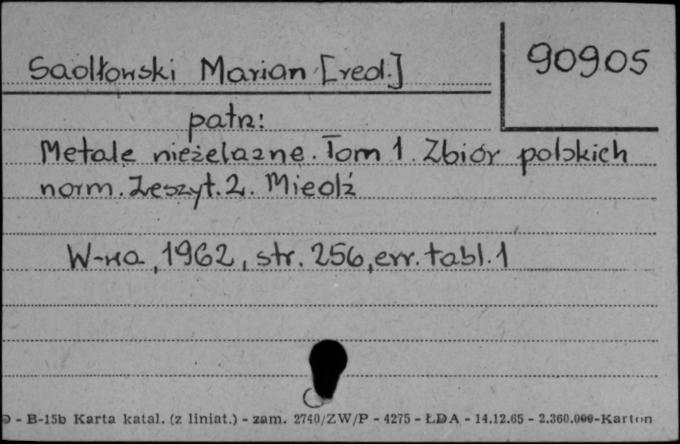 Sadłowski Marian [red.]
90905
patrz:
Metale nieżelazne. Tom 1. Zbiór polskich
norm. Zeszyt. 2. Miedź
W-wa, 1962, str. 256, err. tabl. 1
- B-15b Karta katal. (z liniat.) - zam. 2740/ZW/P - 4275 - ŁDA - 14.12.65 - 2.360.000-Karton